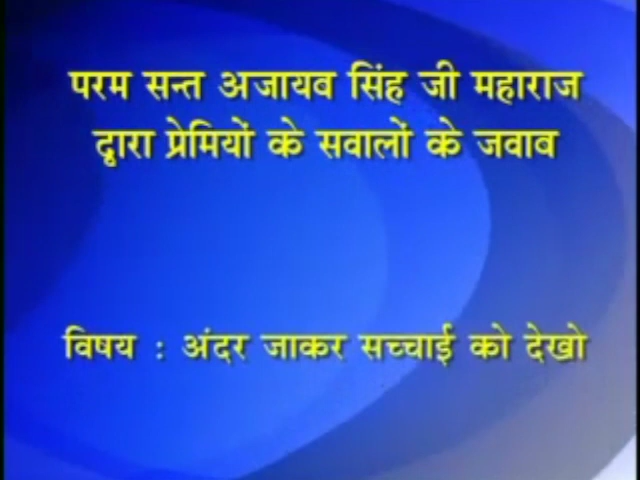 परम सन्त अजायव सिंह जी महाराज
द्वारा प्रेमियों के सवालों के जवाव
विषय : अंदर जाकर सच्चाई को देखो